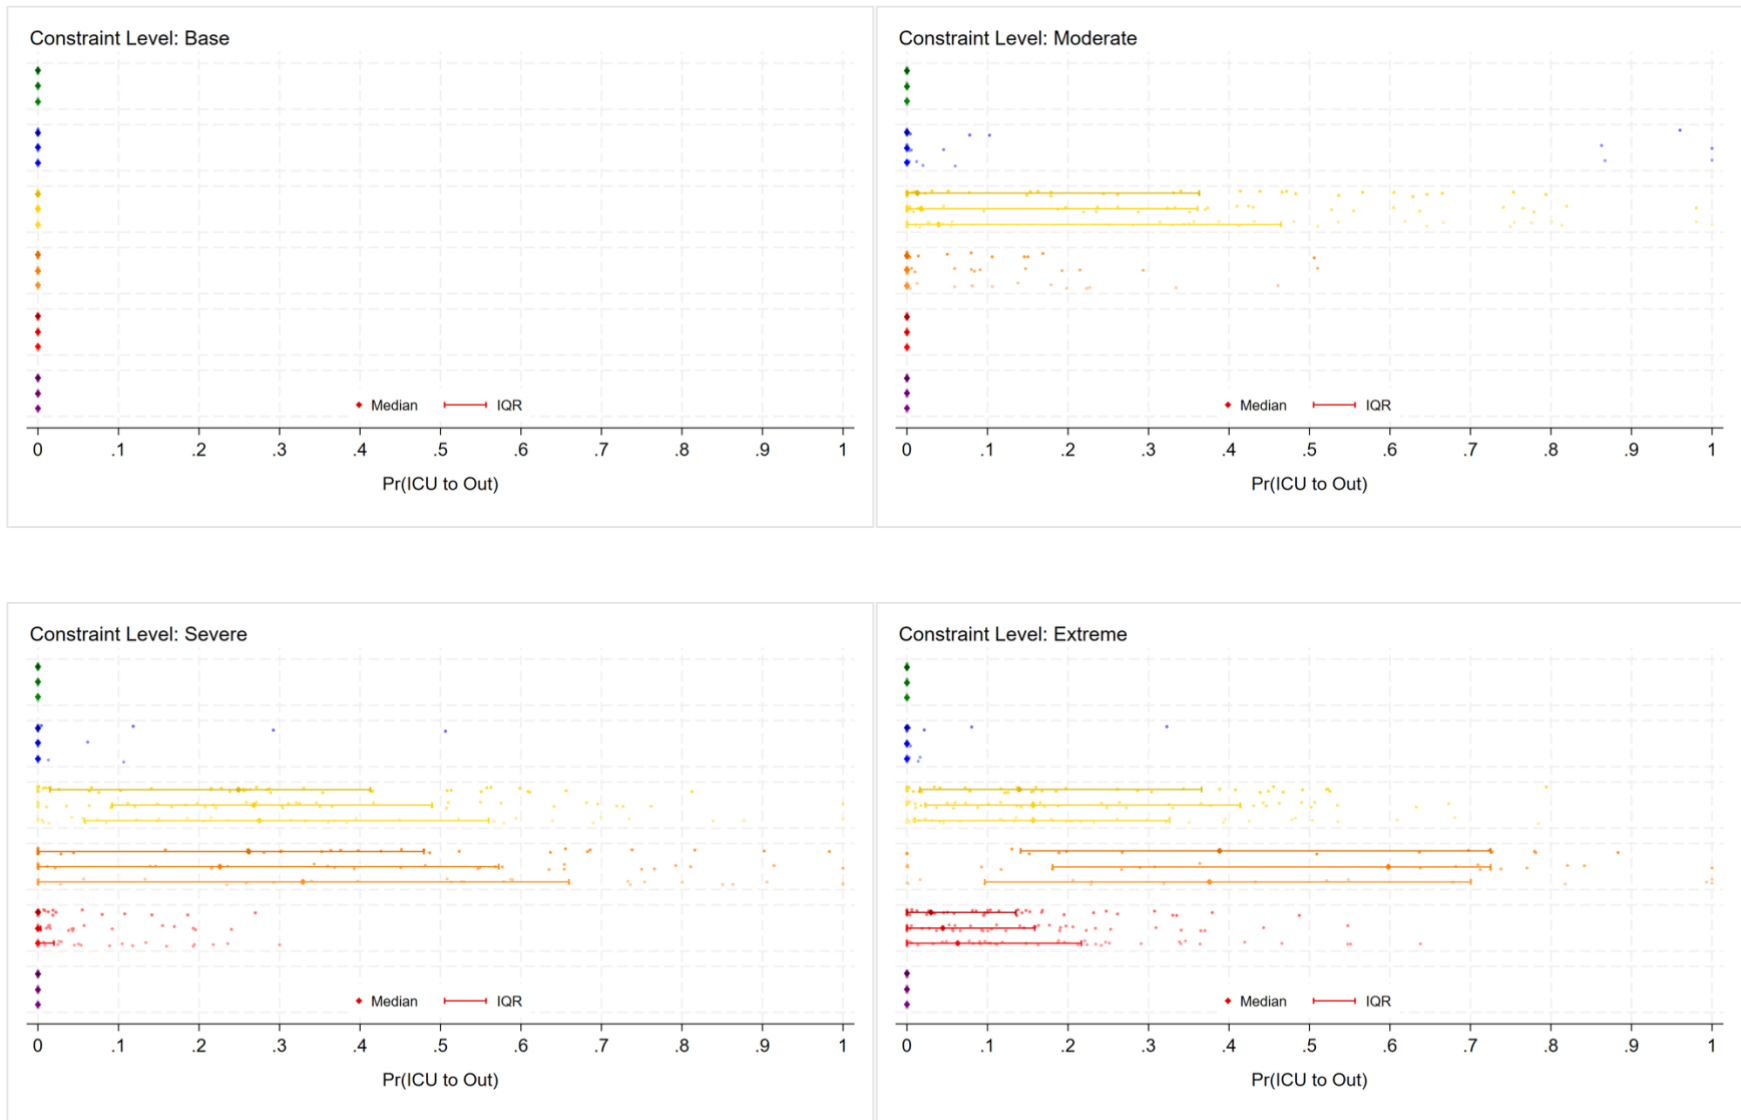 Constraint Level: Base
Median IQR
0 .1 .2 .3 .4 .5 .6 .7 .8 .9 1
Pr(ICU to Out)
Constraint Level: Moderate
Median IQR
0 .1 .2 .3 .4 .5 .6 .7 .8 .9 1
Pr(ICU to Out)
Constraint Level: Severe
Median IQR
0 .1 .2 .3 .4 .5 .6 .7 .8 .9 1
Pr(ICU to Out)
Constraint Level: Extreme
Median IQR
0 .1 .2 .3 .4 .5 .6 .7 .8 .9 1
Pr(ICU to Out)